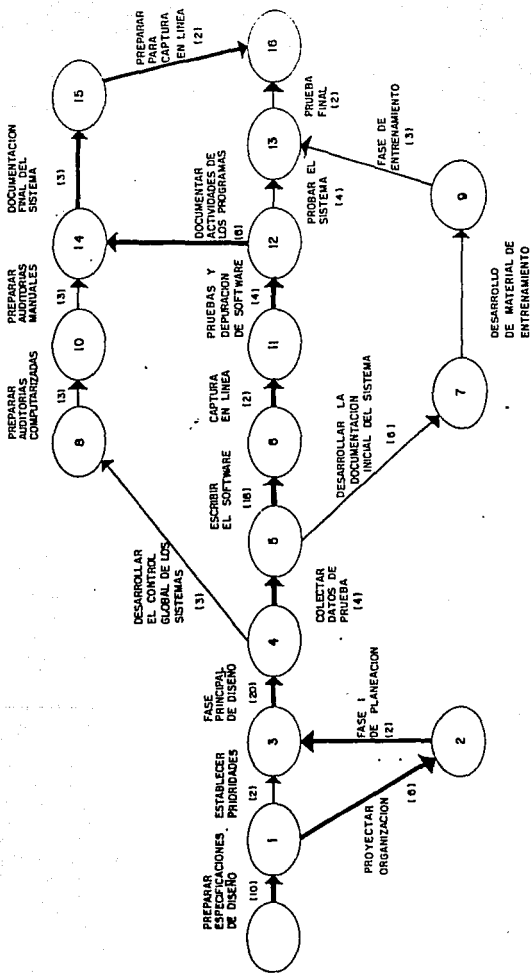 PREPARAR
ESPECIFICACIONES
DE DISEÑO
(10)
1
ESTABLECER
PRIORIDADES
(2)
PROYECTAR
ORGANIZACION
(6)
2
FASE I
DE PLANEACION
(2)
3
FASE
PRINCIPAL
DE DISEÑO
(20)
4
DESARROLLAR
EL CONTROL
GLOBAL DE LOS
SISTEMAS
(3)
8
PREPARAR
AUDITORIAS
COMPUTARIZADAS
(3)
10
PREPARAR
AUDITORIAS
MANUALES
(3)
14
DOCUMENTACION
FINAL DEL
SISTEMA
(3)
15
PREPARAR
PARA
CAPTURA
EN LINEA
(2)
16
COLECTAR
DATOS DE
PRUEBA
(4)
5
ESCRIBIR
EL SOFTWARE
(18)
6
CAPTURA
EN LINEA
(2)
11
PRUEBAS Y
DEPURACION
DE SOFTWARE
(4)
12
DOCUMENTAR
ACTIVIDADES DE
LOS PROGRAMAS
(6)
PROBAR EL
SISTEMA
(4)
13
PRUEBA
FINAL
(2)
DESARROLLAR LA
DOCUMENTACION
INICIAL DEL SISTEMA
(6)
7
DESARROLLO
DE MATERIAL DE
ENTRENAMIENTO
9
FASE DE
ENTRENAMIENTO
(3)